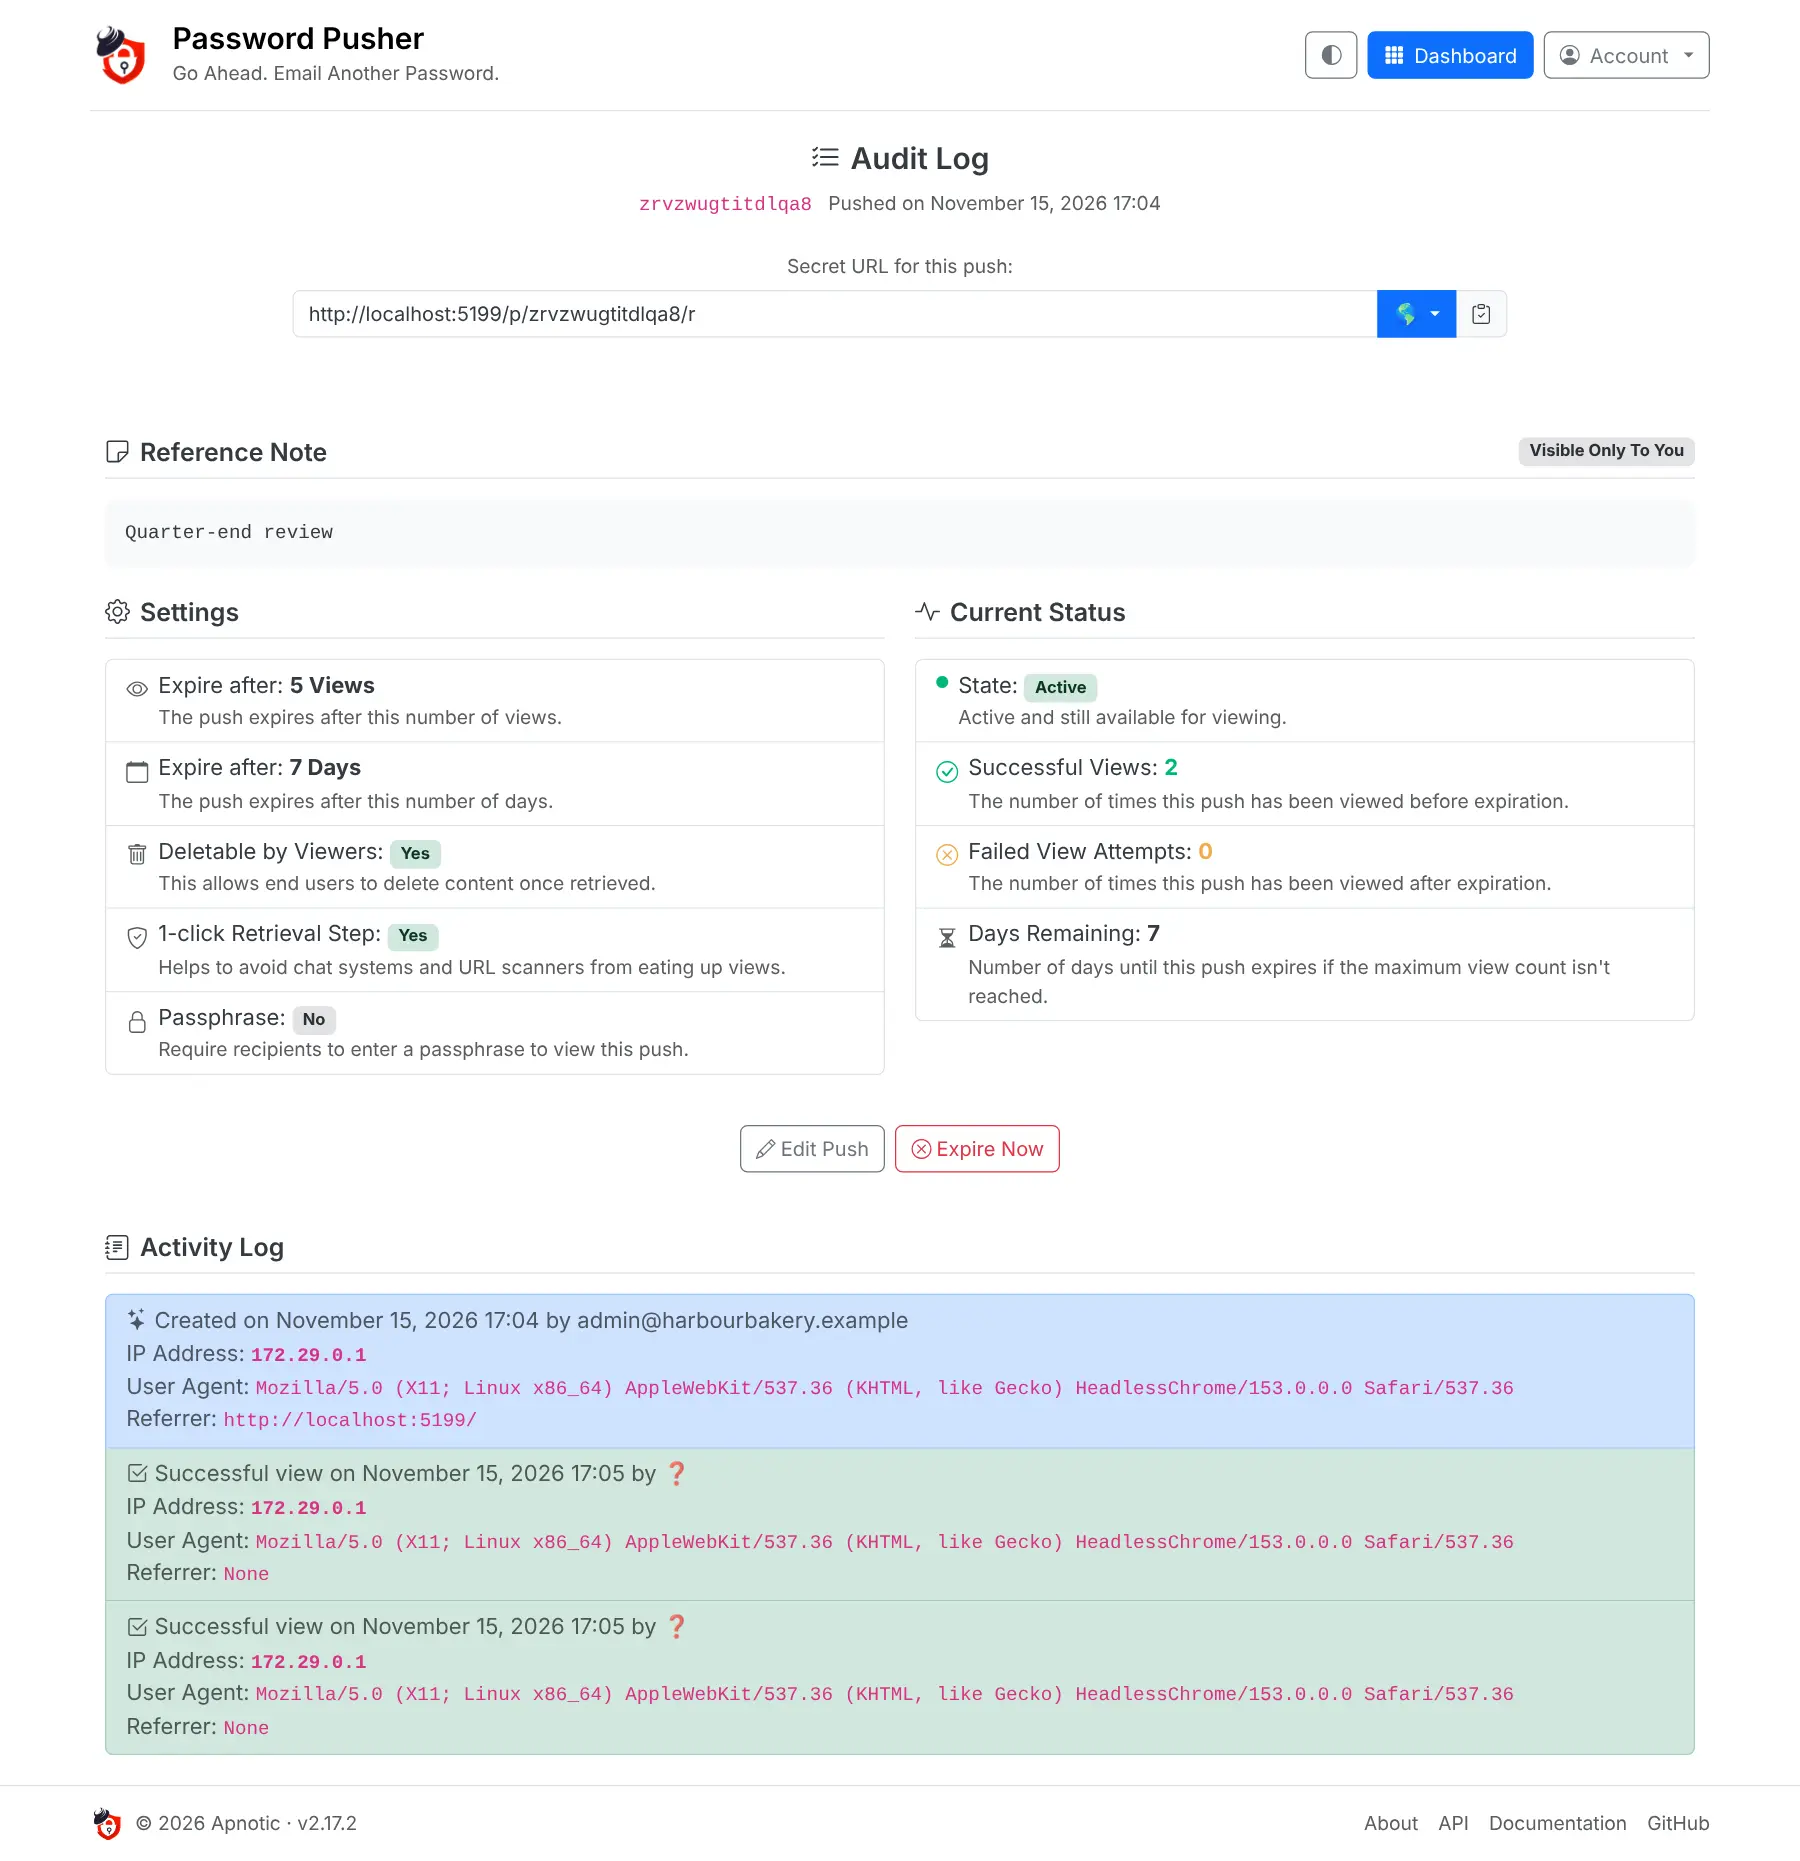 Password Pusher
Go Ahead. Email Another Password.
Dashboard
Account
Audit Log
zrvzwugtitdlqa8 Pushed on November 15, 2026 17:04
Secret URL for this push:
http://localhost:5199/p/zrvzwugtitdlqa8/r
Reference Note
Visible Only To You
Quarter-end review
Settings
Expire after: 5 Views
The push expires after this number of views.
Expire after: 7 Days
The push expires after this number of days.
Deletable by Viewers: Yes
This allows end users to delete content once retrieved.
1-click Retrieval Step: Yes
Helps to avoid chat systems and URL scanners from eating up views.
Passphrase: No
Require recipients to enter a passphrase to view this push.
Current Status
State: Active
Active and still available for viewing.
Successful Views: 2
The number of times this push has been viewed before expiration.
Failed View Attempts: 0
The number of times this push has been viewed after expiration.
Days Remaining: 7
Number of days until this push expires if the maximum view count isn't
reached.
Edit Push
Expire Now
Activity Log
Created on November 15, 2026 17:04 by admin@harbourbakery.example
IP Address: 172.29.0.1
User Agent: Mozilla/5.0 (X11; Linux x86_64) AppleWebKit/537.36 (KHTML, like Gecko) HeadlessChrome/153.0.0.0 Safari/537.36
Referrer: http://localhost:5199/
Successful view on November 15, 2026 17:05 by ❓
IP Address: 172.29.0.1
User Agent: Mozilla/5.0 (X11; Linux x86_64) AppleWebKit/537.36 (KHTML, like Gecko) HeadlessChrome/153.0.0.0 Safari/537.36
Referrer: None
Successful view on November 15, 2026 17:05 by ❓
IP Address: 172.29.0.1
User Agent: Mozilla/5.0 (X11; Linux x86_64) AppleWebKit/537.36 (KHTML, like Gecko) HeadlessChrome/153.0.0.0 Safari/537.36
Referrer: None
© 2026 Apnotic · v2.17.2
About API Documentation GitHub